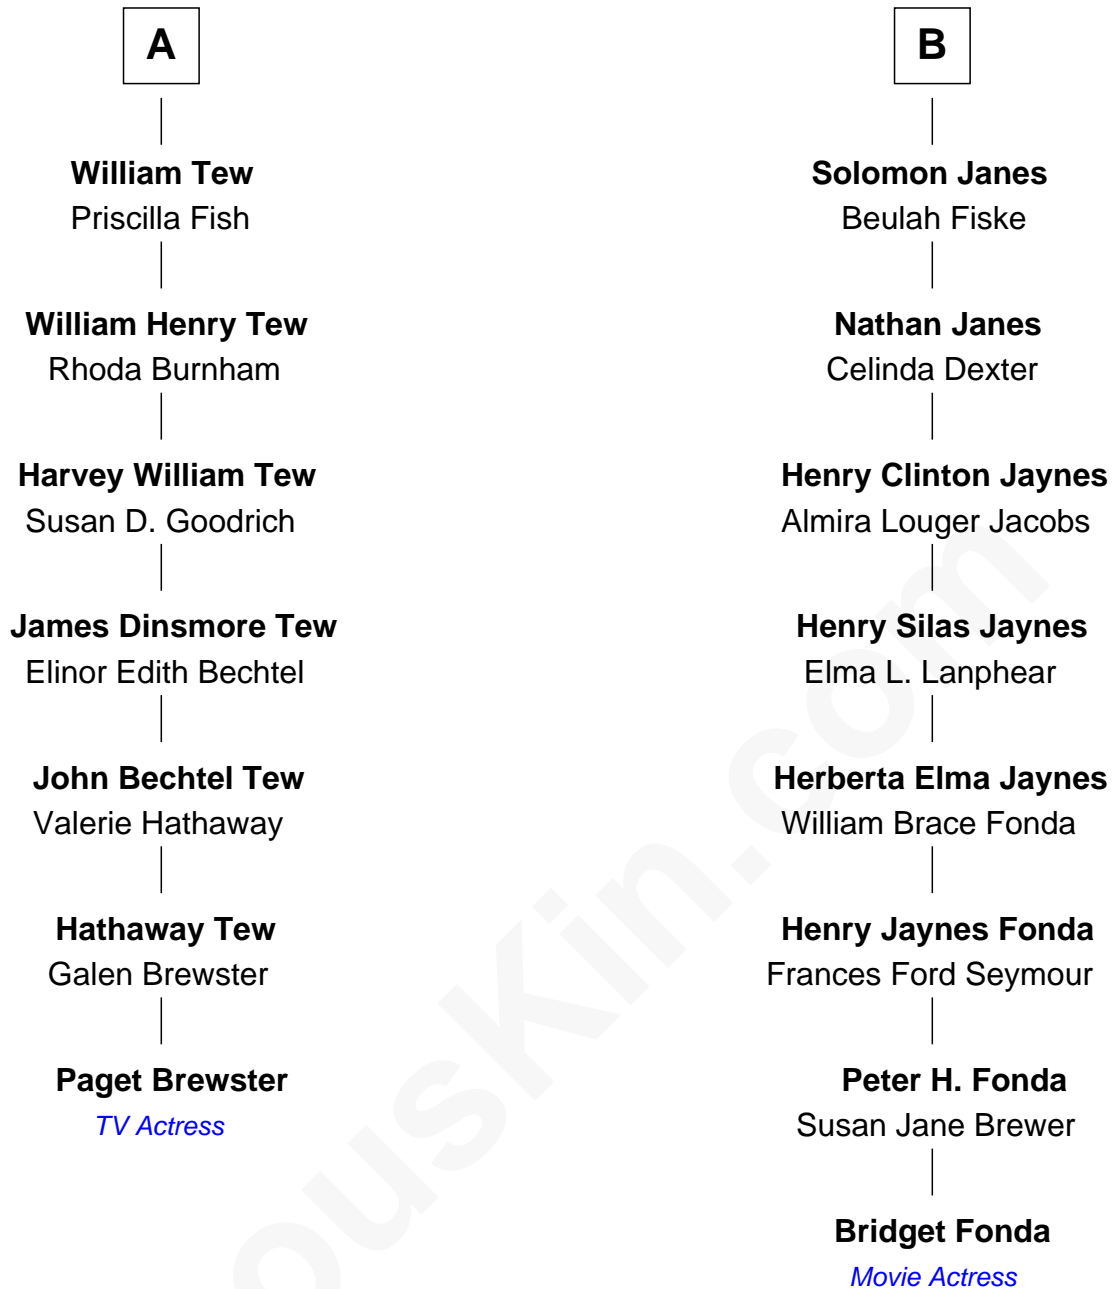 A
William Tew
Priscilla Fish
William Henry Tew
Rhoda Burnham
Harvey William Tew
Susan D. Goodrich
James Dinsmore Tew
Elinor Edith Bechtel
John Bechtel Tew
Valerie Hathaway
Hathaway Tew
Galen Brewster
Paget Brewster
TV Actress
B
Solomon Janes
Beulah Fiske
Nathan Janes
Celinda Dexter
Henry Clinton Jaynes
Almira Louger Jacobs
Henry Silas Jaynes
Elma L. Lanphear
Herberta Elma Jaynes
William Brace Fonda
Henry Jaynes Fonda
Frances Ford Seymour
Peter H. Fonda
Susan Jane Brewer
Bridget Fonda
Movie Actress
ousKin.com